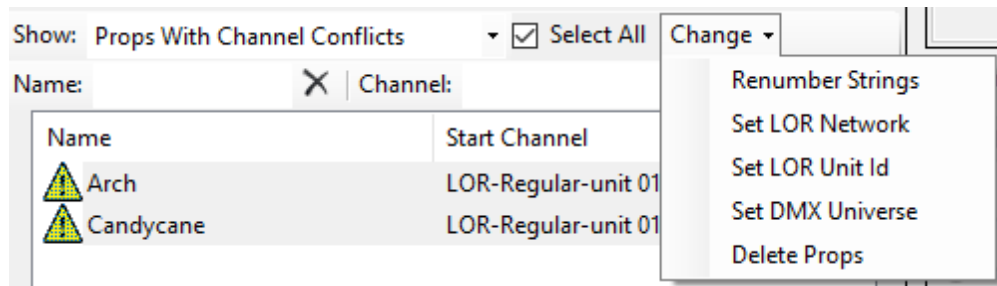 Show: Props With Channel Conflicts Select All Change
Name: Channel:
Name Start Channel
Arch LOR-Regular-unit 01
Candycane LOR-Regular-unit 01
Renumber Strings
Set LOR Network
Set LOR Unit Id
Set DMX Universe
Delete Props